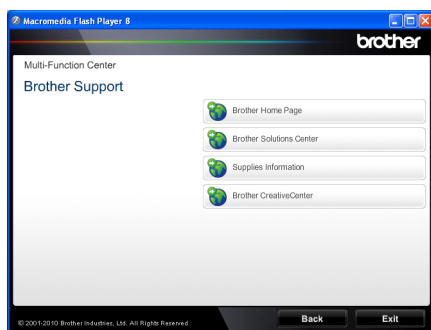 Macromedia Flash Player 8
brother
Multi-Function Center
Brother Support
Brother Home Page
Brother Solutions Center
Supplies Information
Brother CreativeCenter
© 2001-2010 Brother Industries, Ltd. All Rights Reserved.
Back
Exit